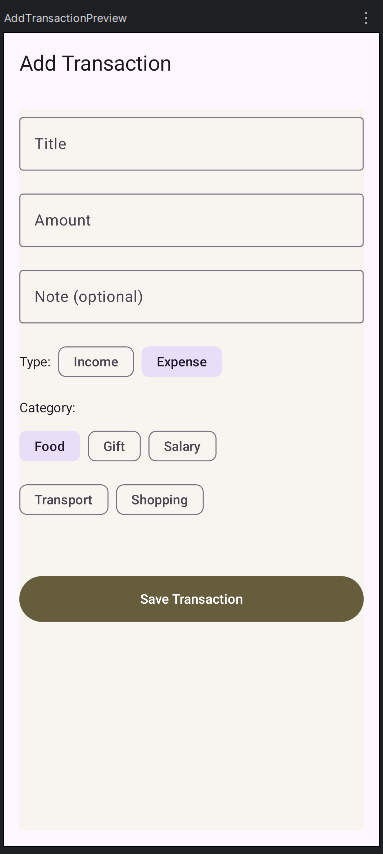 AddTransactionPreview
Add Transaction
Title
Amount
Note (optional)
Type: Income Expense
Category:
Food Gift Salary
Transport Shopping
Save Transaction